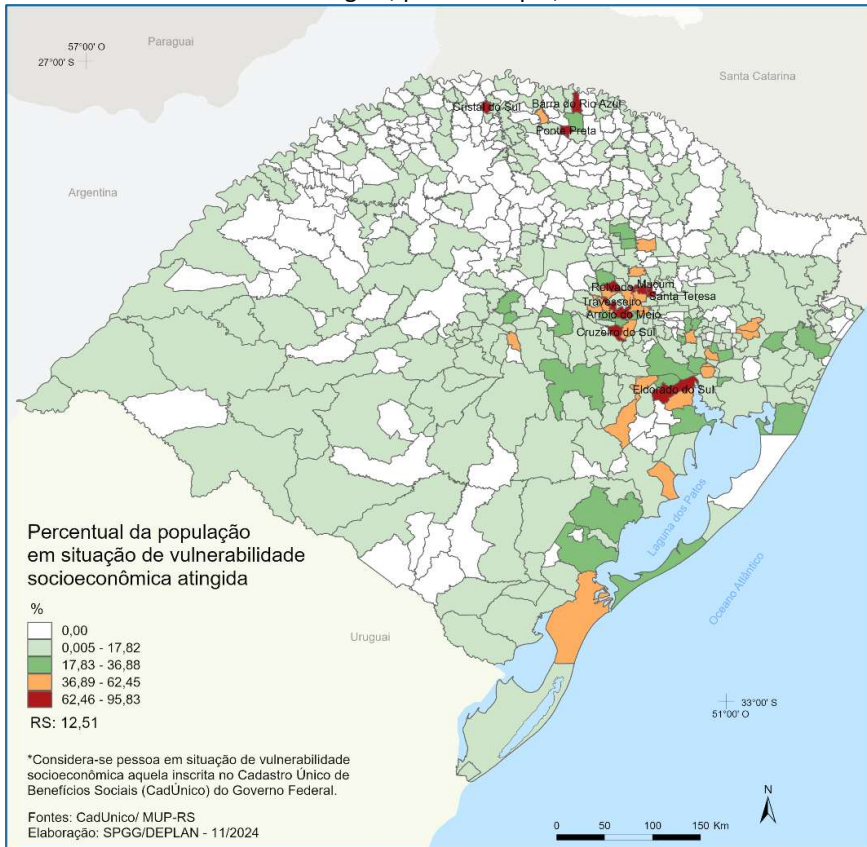 Paraguai
57°00' O
27°00' S
Santa Catarina
Cristal do Sul
Barra do Rio Azul
Ponte Preta
Argentina
Relvado
Maçum
Santa Teresa
Travesseiro
Arroio do Meio
Cruzeiro do Sul
Eldorado do Sul
Laguna dos Patos
Oceano Atlântico
Uruguai
Percentual da população
em situação de vulnerabilidade
socioeconômica atingida
%
0,00
0,005 - 17,82
17,83 - 36,88
36,89 - 62,45
62,46 - 95,83
RS: 12,51
33°00' S
51°00' O
*Considera-se pessoa em situação de vulnerabilidade
socioeconômica aquela inscrita no Cadastro Único de
Benefícios Sociais (CadÚnico) do Governo Federal.
Fontes: CadUnico/ MUP-RS
Elaboração: SPGG/DEPLAN - 11/2024
N
0 50 100 150 Km